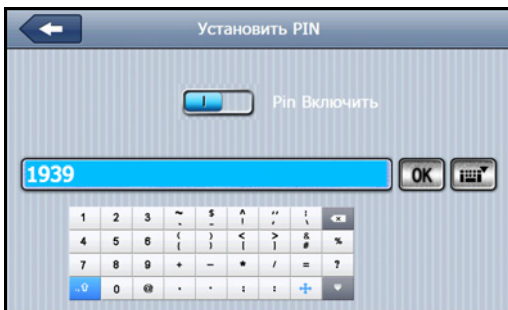 Установить PIN
Pin Включить
1939
OK
1 2 3 ~ $ ^ " !
4 5 6 ( ) < > & %
7 8 9 + - * / = ?
.,⇧ 0 @ . . : :